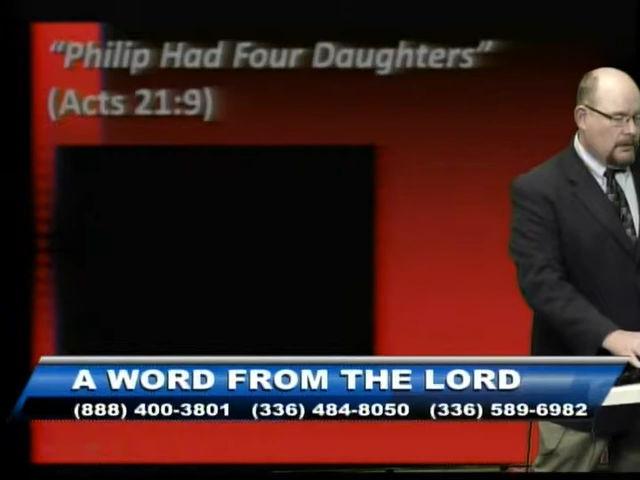 “Philip Had Four Daughters”
(Acts 21:9)
A WORD FROM THE LORD
(888) 400-3801 (336) 484-8050 (336) 589-6982